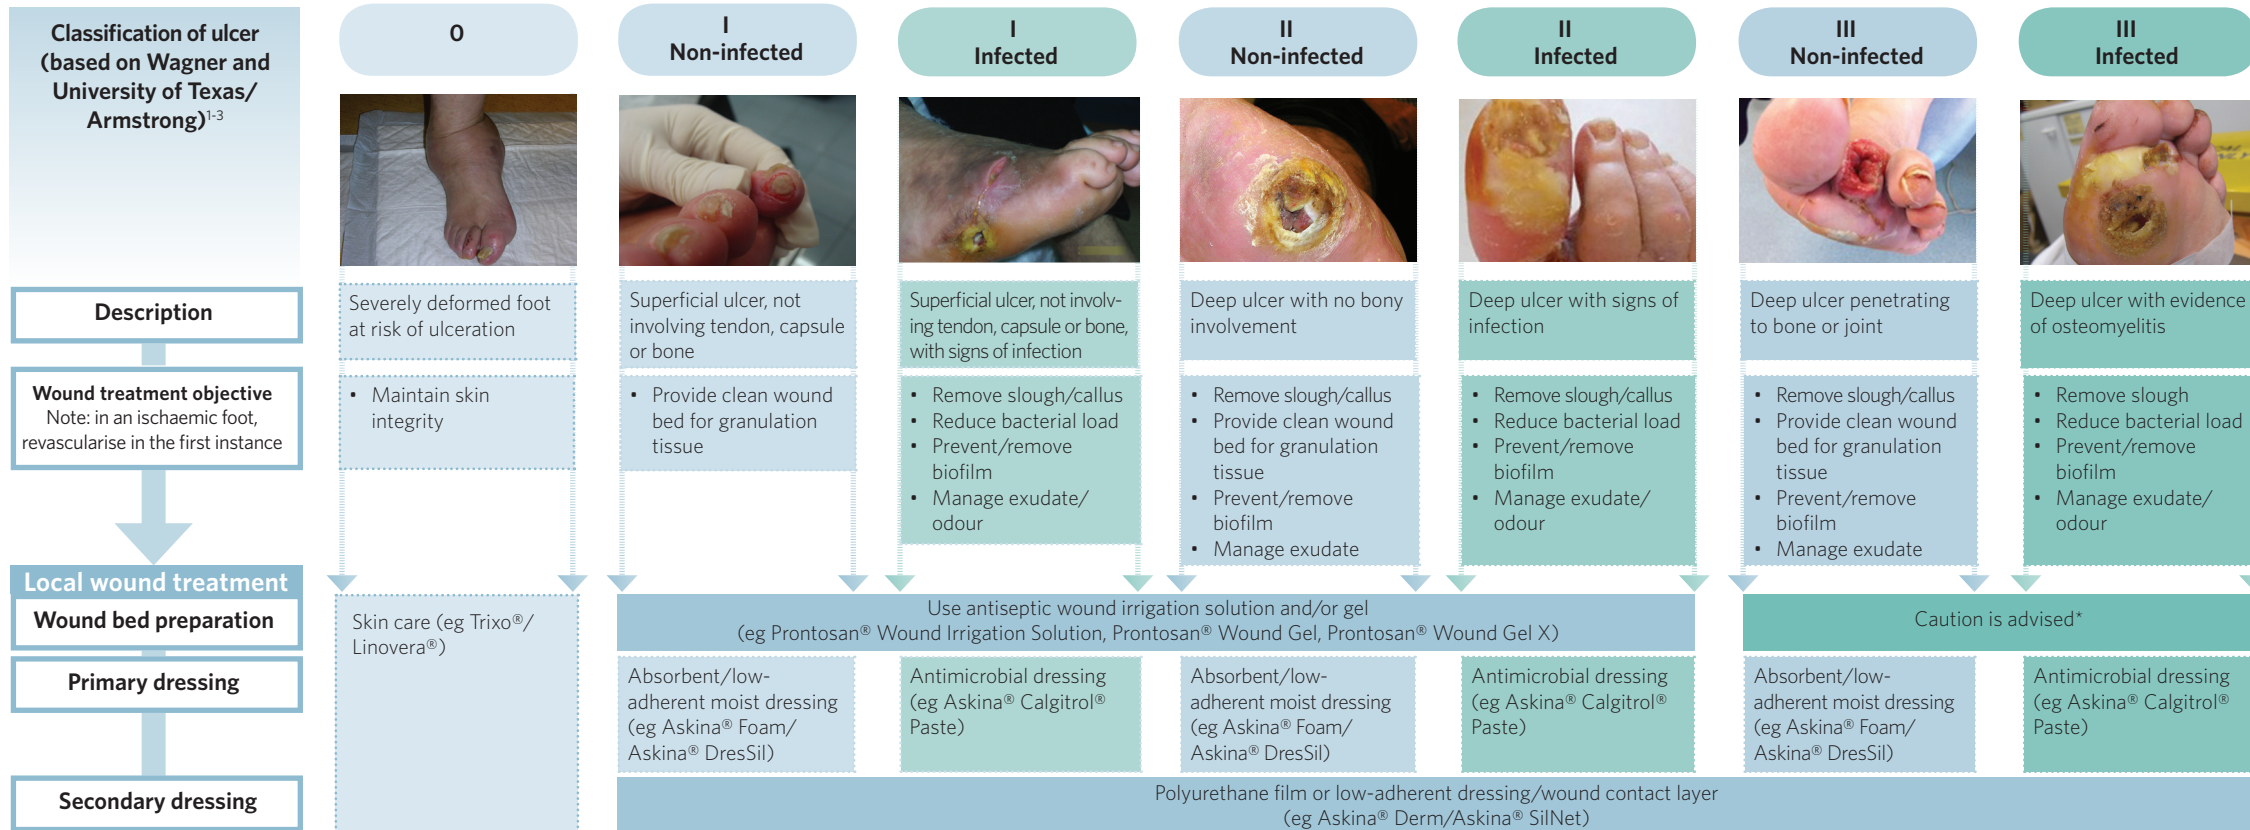 Classification of ulcer
(based on Wagner and
University of Texas/
Armstrong)1-3
0
I
Non-infected
I
Infected
II
Non-infected
II
Infected
III
Non-infected
III
Infected
Description
Severely deformed foot
at risk of ulceration
Superficial ulcer, not
involving tendon, capsule
or bone
Superficial ulcer, not involv-
ing tendon, capsule or bone,
with signs of infection
Deep ulcer with no bony
involvement
Deep ulcer with signs of
infection
Deep ulcer penetrating
to bone or joint
Deep ulcer with evidence
of osteomyelitis
Wound treatment objective
Note: in an ischaemic foot,
revascularise in the first instance
• Maintain skin
integrity
• Provide clean wound
bed for granulation
tissue
• Remove slough/callus
• Reduce bacterial load
• Prevent/remove
biofilm
• Manage exudate/
odour
• Remove slough/callus
• Provide clean wound
bed for granulation
tissue
• Prevent/remove
biofilm
• Manage exudate
• Remove slough/callus
• Reduce bacterial load
• Prevent/remove
biofilm
• Manage exudate/
odour
• Remove slough/callus
• Provide clean wound
bed for granulation
tissue
• Prevent/remove
biofilm
• Manage exudate
• Remove slough
• Reduce bacterial load
• Prevent/remove
biofilm
• Manage exudate/
odour
Local wound treatment
Wound bed preparation
Skin care (eg Trixo®/
Linovera®)
Use antiseptic wound irrigation solution and/or gel
(eg Prontosan® Wound Irrigation Solution, Prontosan® Wound Gel, Prontosan® Wound Gel X)
Caution is advised*
Primary dressing
Absorbent/low-
adherent moist dressing
(eg Askina® Foam/
Askina® DresSil)
Antimicrobial dressing
(eg Askina® Calgitrol®
Paste)
Absorbent/low-
adherent moist dressing
(eg Askina® Foam/
Askina® DresSil)
Antimicrobial dressing
(eg Askina® Calgitrol®
Paste)
Absorbent/low-
adherent moist dressing
(eg Askina® Foam/
Askina® DresSil)
Antimicrobial dressing
(eg Askina® Calgitrol®
Paste)
Secondary dressing
Polyurethane film or low-adherent dressing/wound contact layer
(eg Askina® Derm/Askina® SilNet)